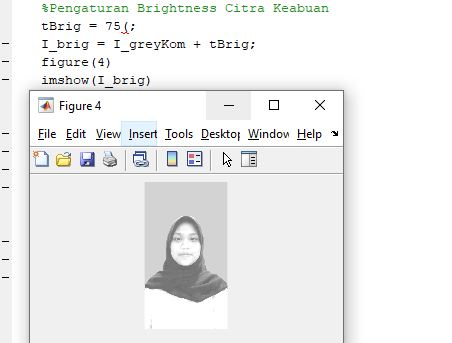 %Pengaturan Brightness Citra Keabuan
tBrig = 75(;
I_brig = I_greyKom + tBrig;
figure(4)
imshow(I_brig)
Figure 4
File Edit View Insert Tools Desktop Window Help